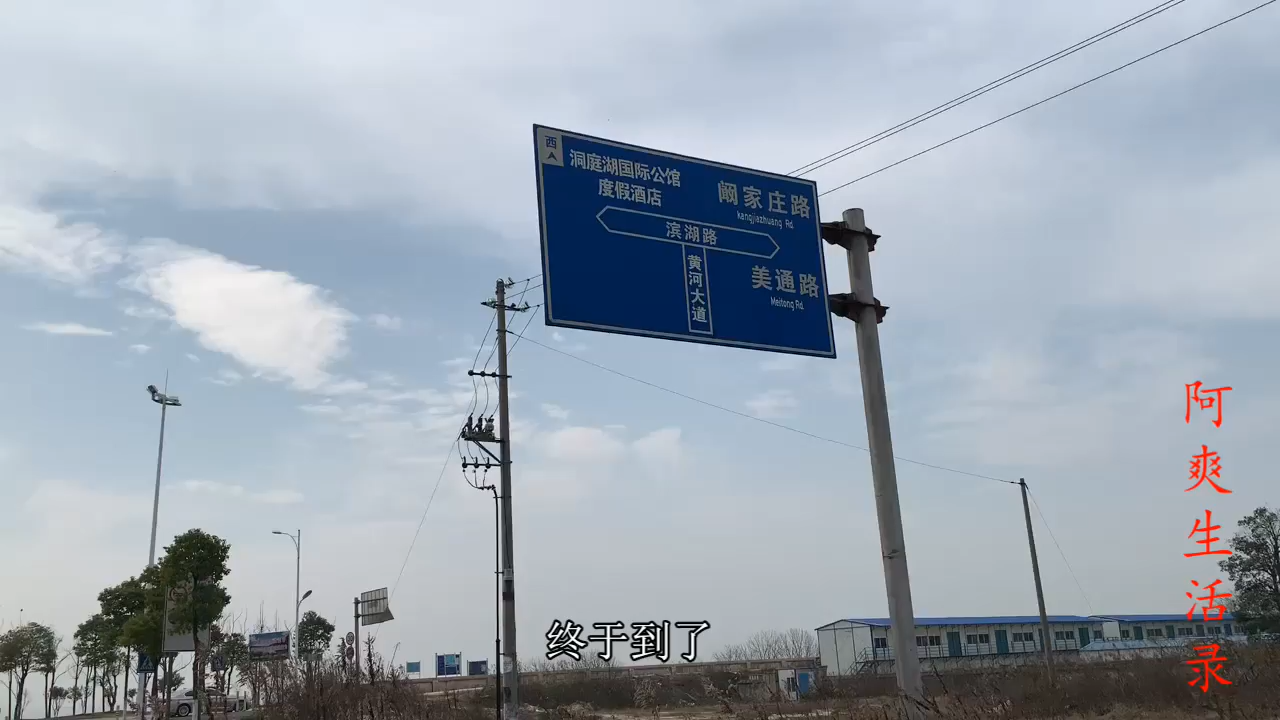 西
洞庭湖国际公馆
度假酒店
阚家庄路
kangjiazhuang Rd
滨湖路
黄河大道
美通路
Meitong Rd
阿爽生活录
终于到了